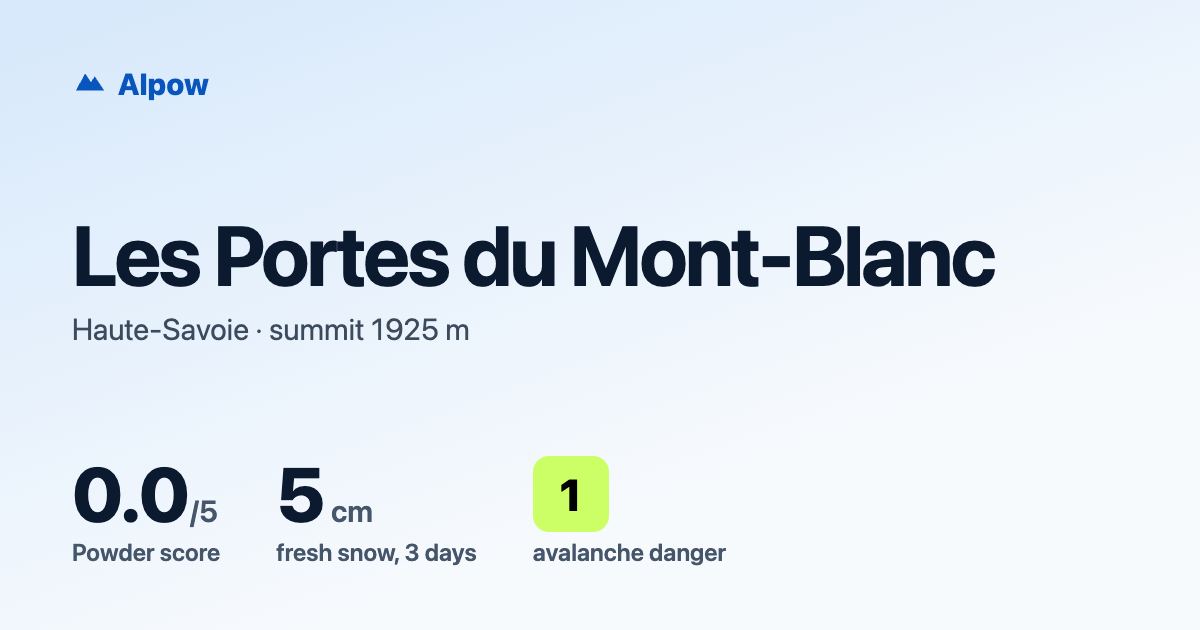 Alpow
Les Portes du Mont-Blanc
Haute-Savoie · summit 1925 m
0.0/5
Powder score
5 cm
fresh snow, 3 days
1
avalanche danger